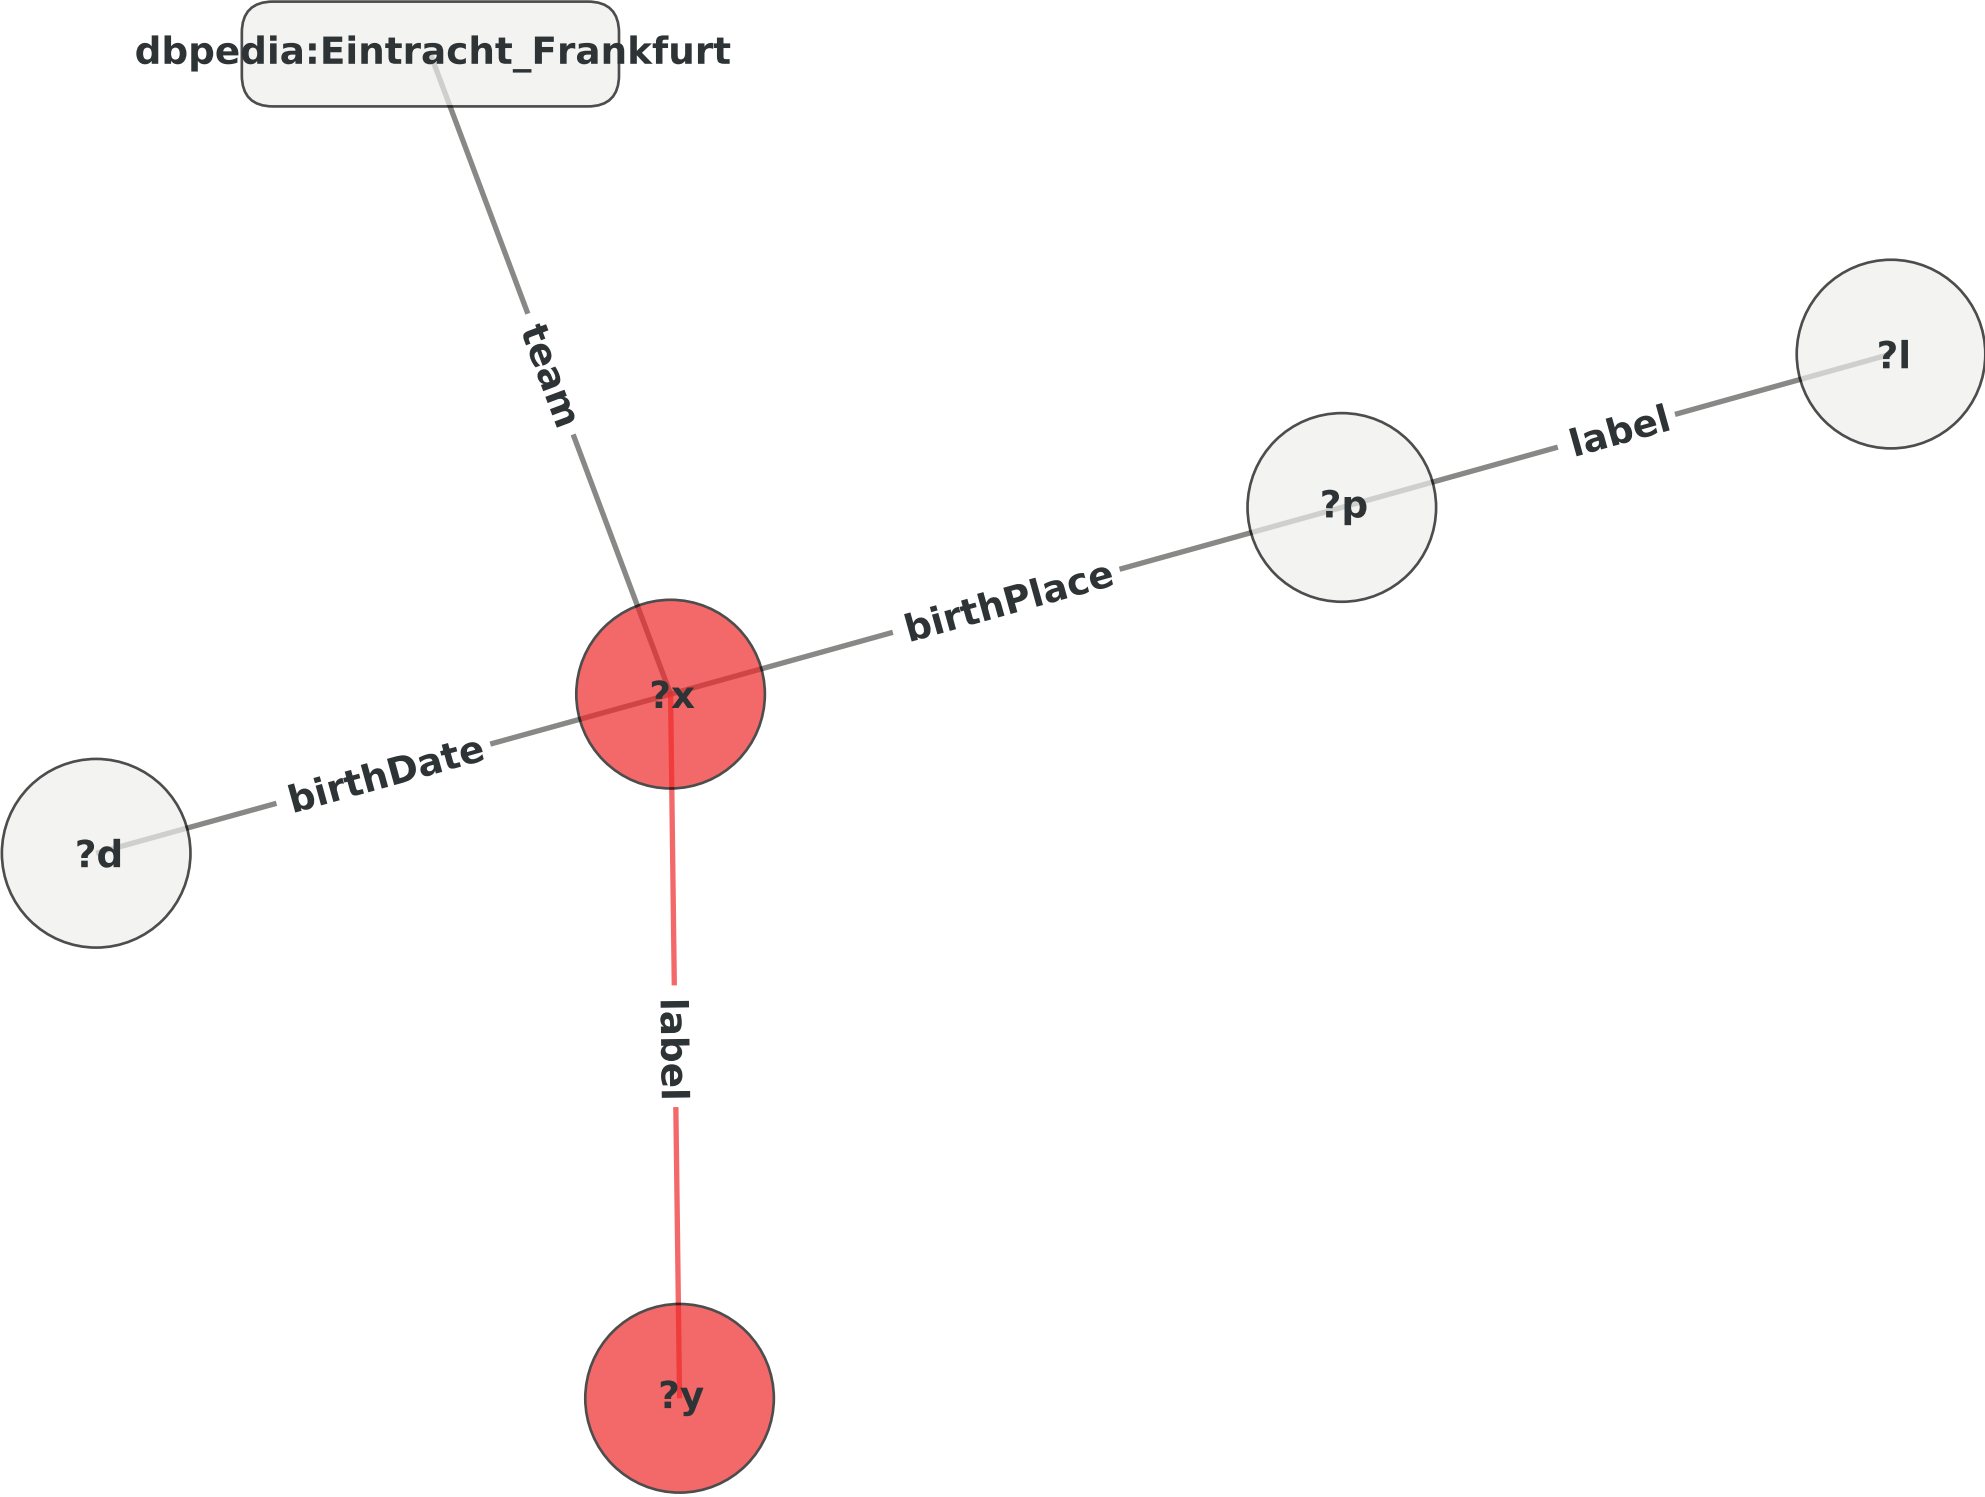 dbpedia:Eintracht_Frankfurt
team
?l
label
?p
birthPlace
?x
birthDate
?d
label
?y